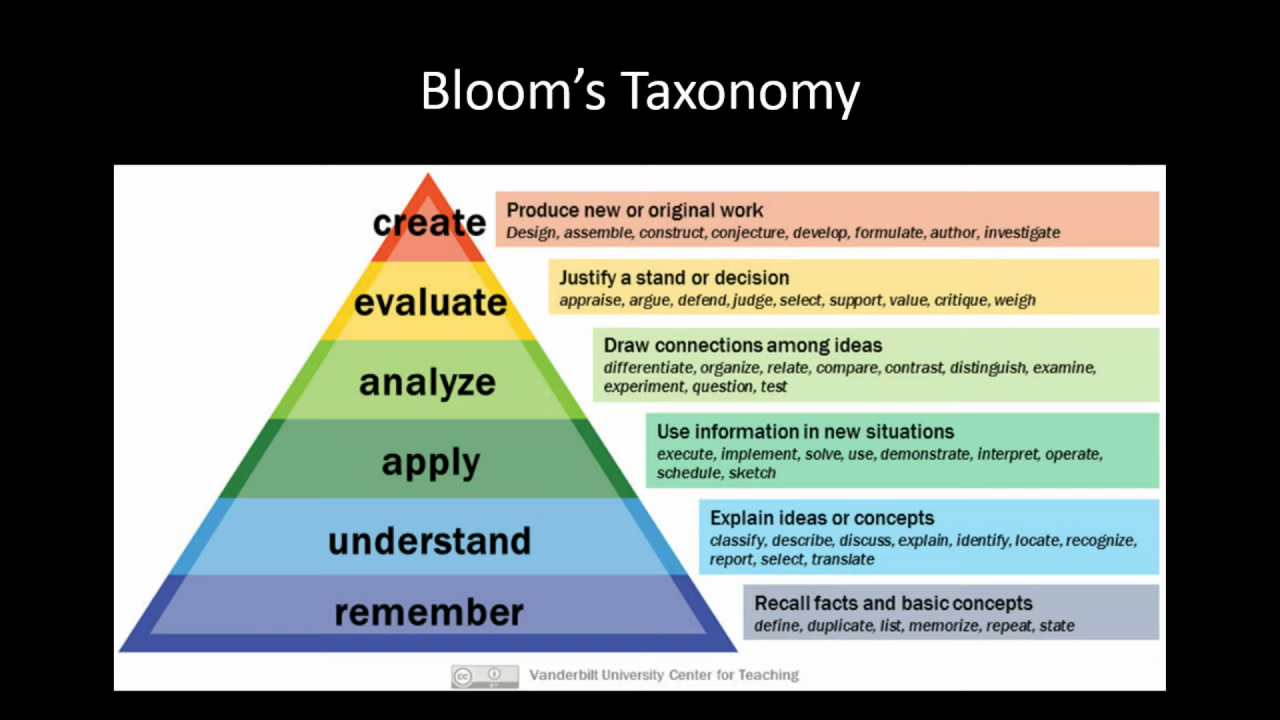 Bloom's Taxonomy
create
Produce new or original work
Design, assemble, construct, conjecture, develop, formulate, author, investigate
evaluate
Justify a stand or decision
appraise, argue, defend, judge, select, support, value, critique, weigh
analyze
Draw connections among ideas
differentiate, organize, relate, compare, contrast, distinguish, examine,
experiment, question, test
apply
Use information in new situations
execute, implement, solve, use, demonstrate, interpret, operate,
schedule, sketch
understand
Explain ideas or concepts
classify, describe, discuss, explain, identify, locate, recognize,
report, select, translate
remember
Recall facts and basic concepts
define, duplicate, list, memorize, repeat, state
cc
Vanderbilt University Center for Teaching